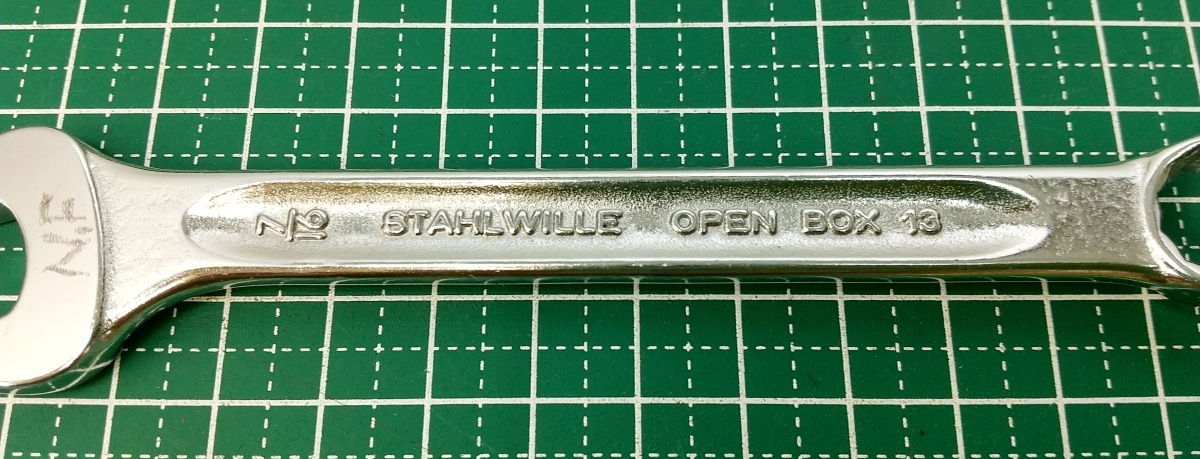 STAHLWILLE OPEN BOX 13